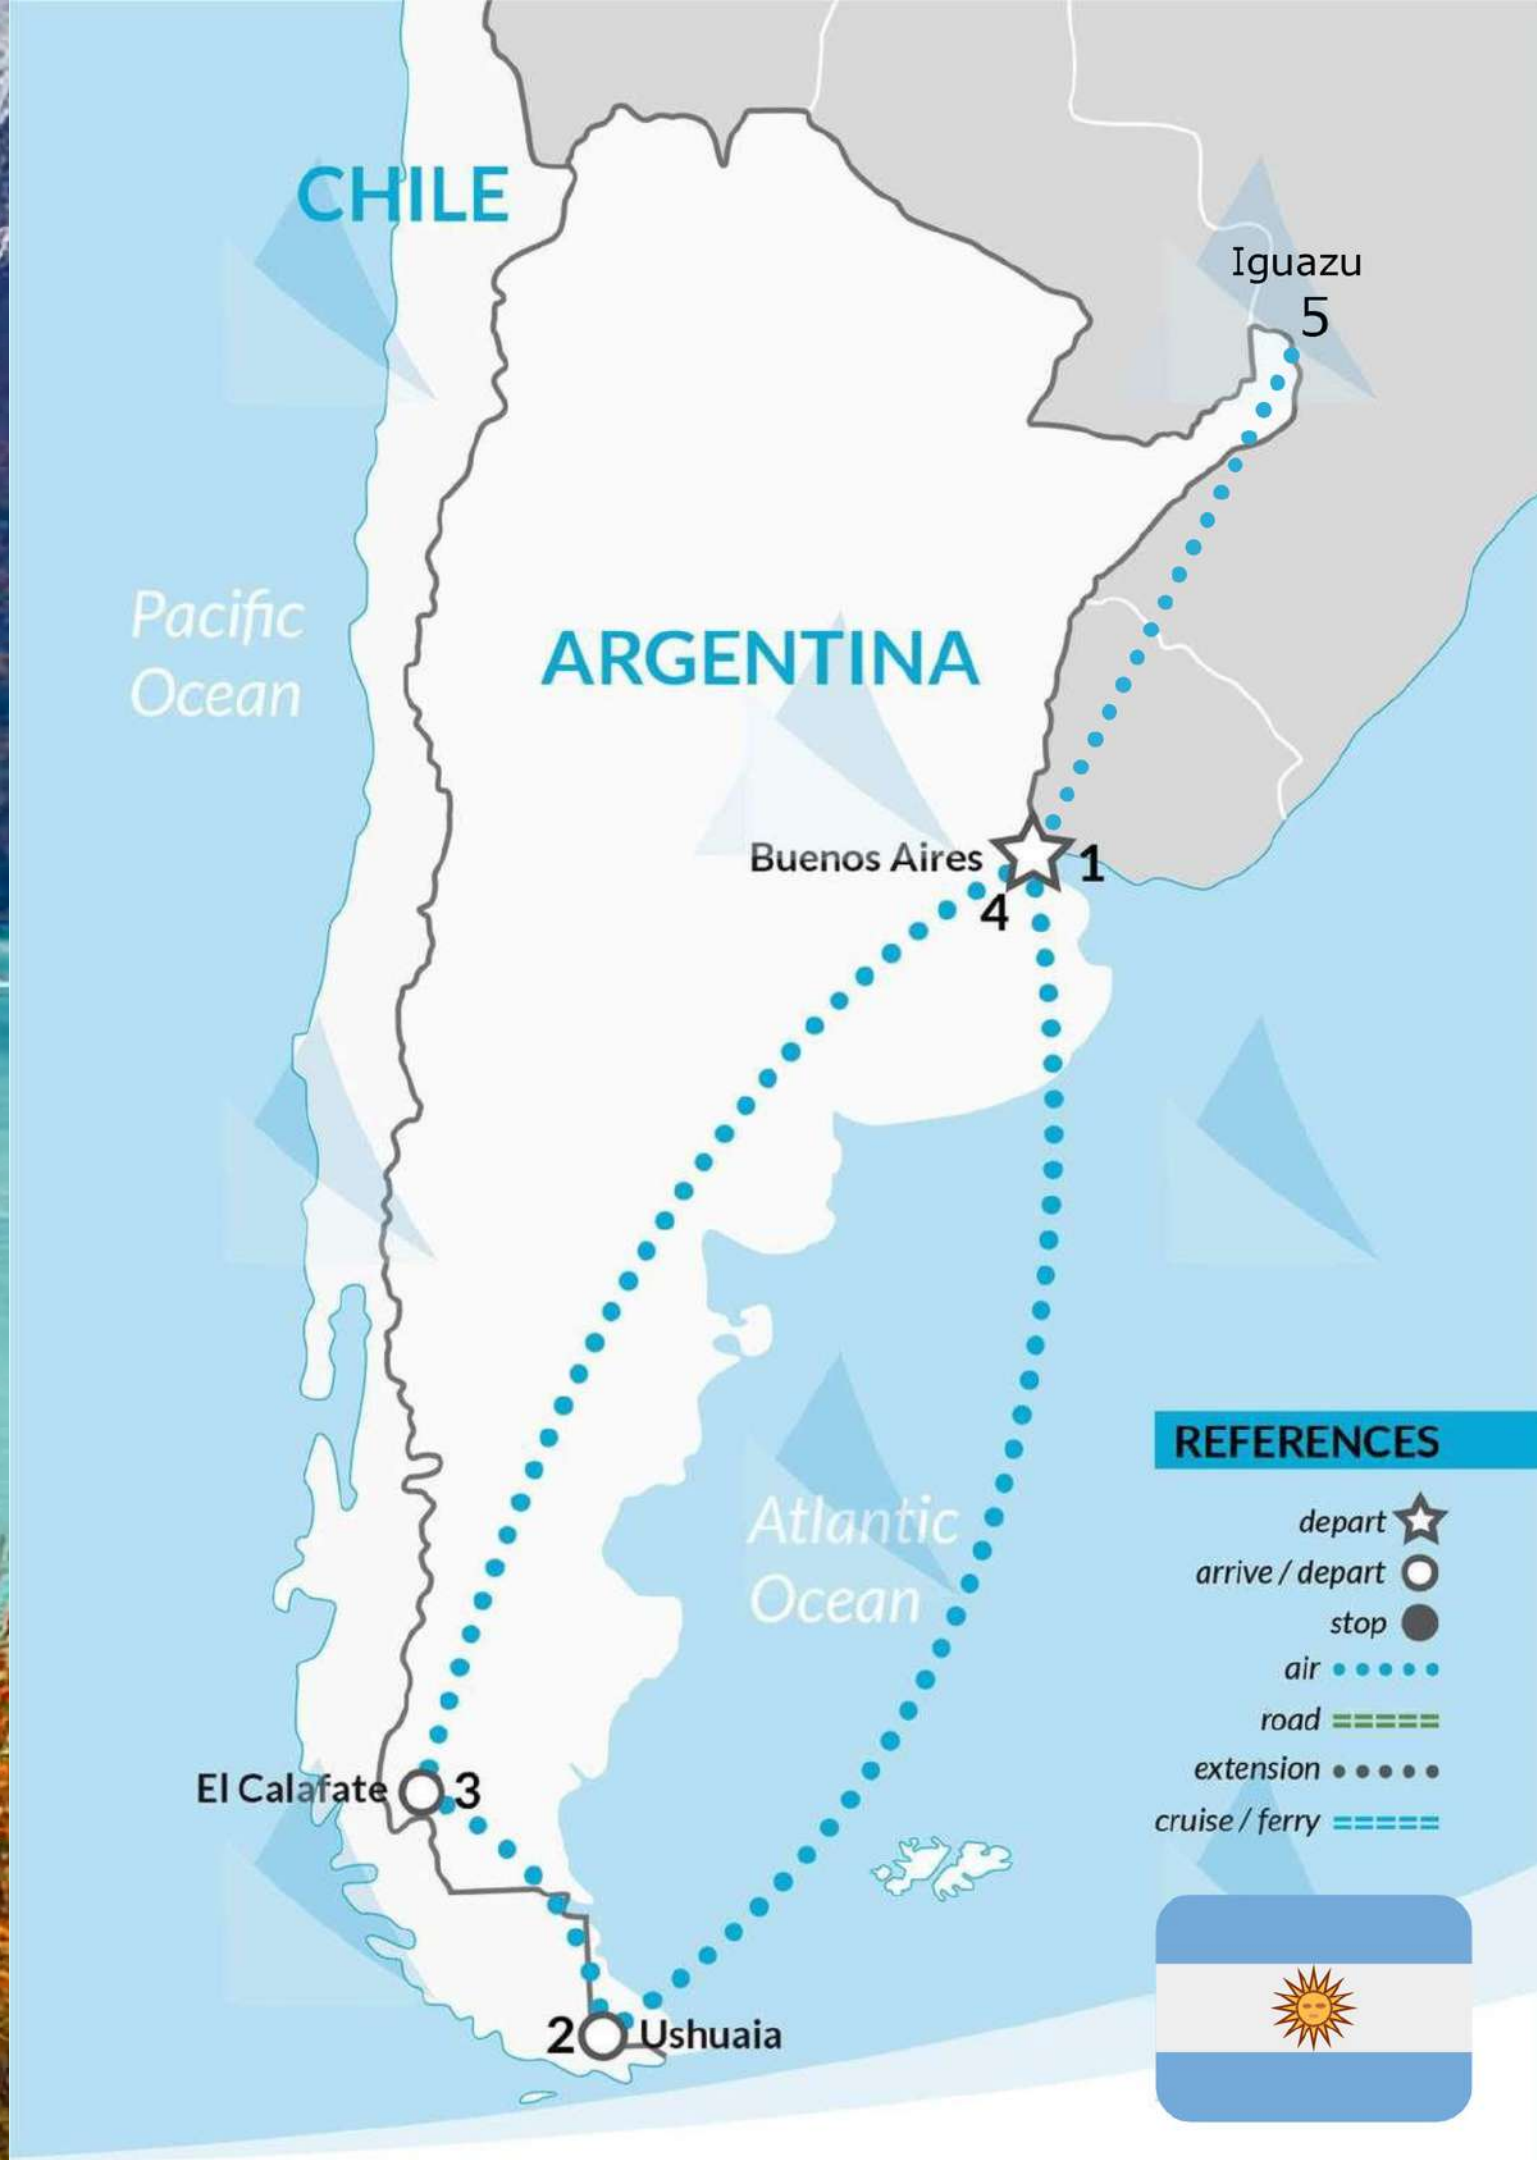 CHILE
Iguazu
5
Pacific
Ocean
ARGENTINA
Buenos Aires
1
4
REFERENCES
depart
arrive / depart
stop
air
road
extension
cruise / ferry
Atlantic
Ocean
El Calafate
3
2
Ushuaia